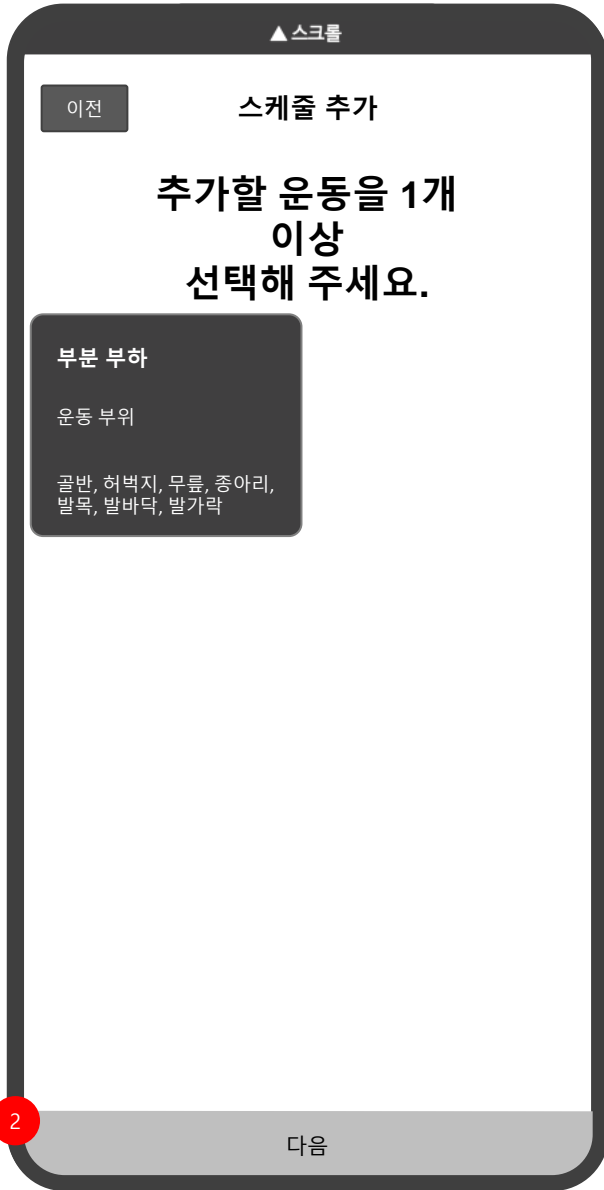 ▲스크롤
이전
스케줄 추가
추가할 운동을 1개
이상
선택해 주세요.
부분 부하
운동 부위
골반, 허벅지, 무릎, 종아리,
발목, 발바닥, 발가락
2
다음